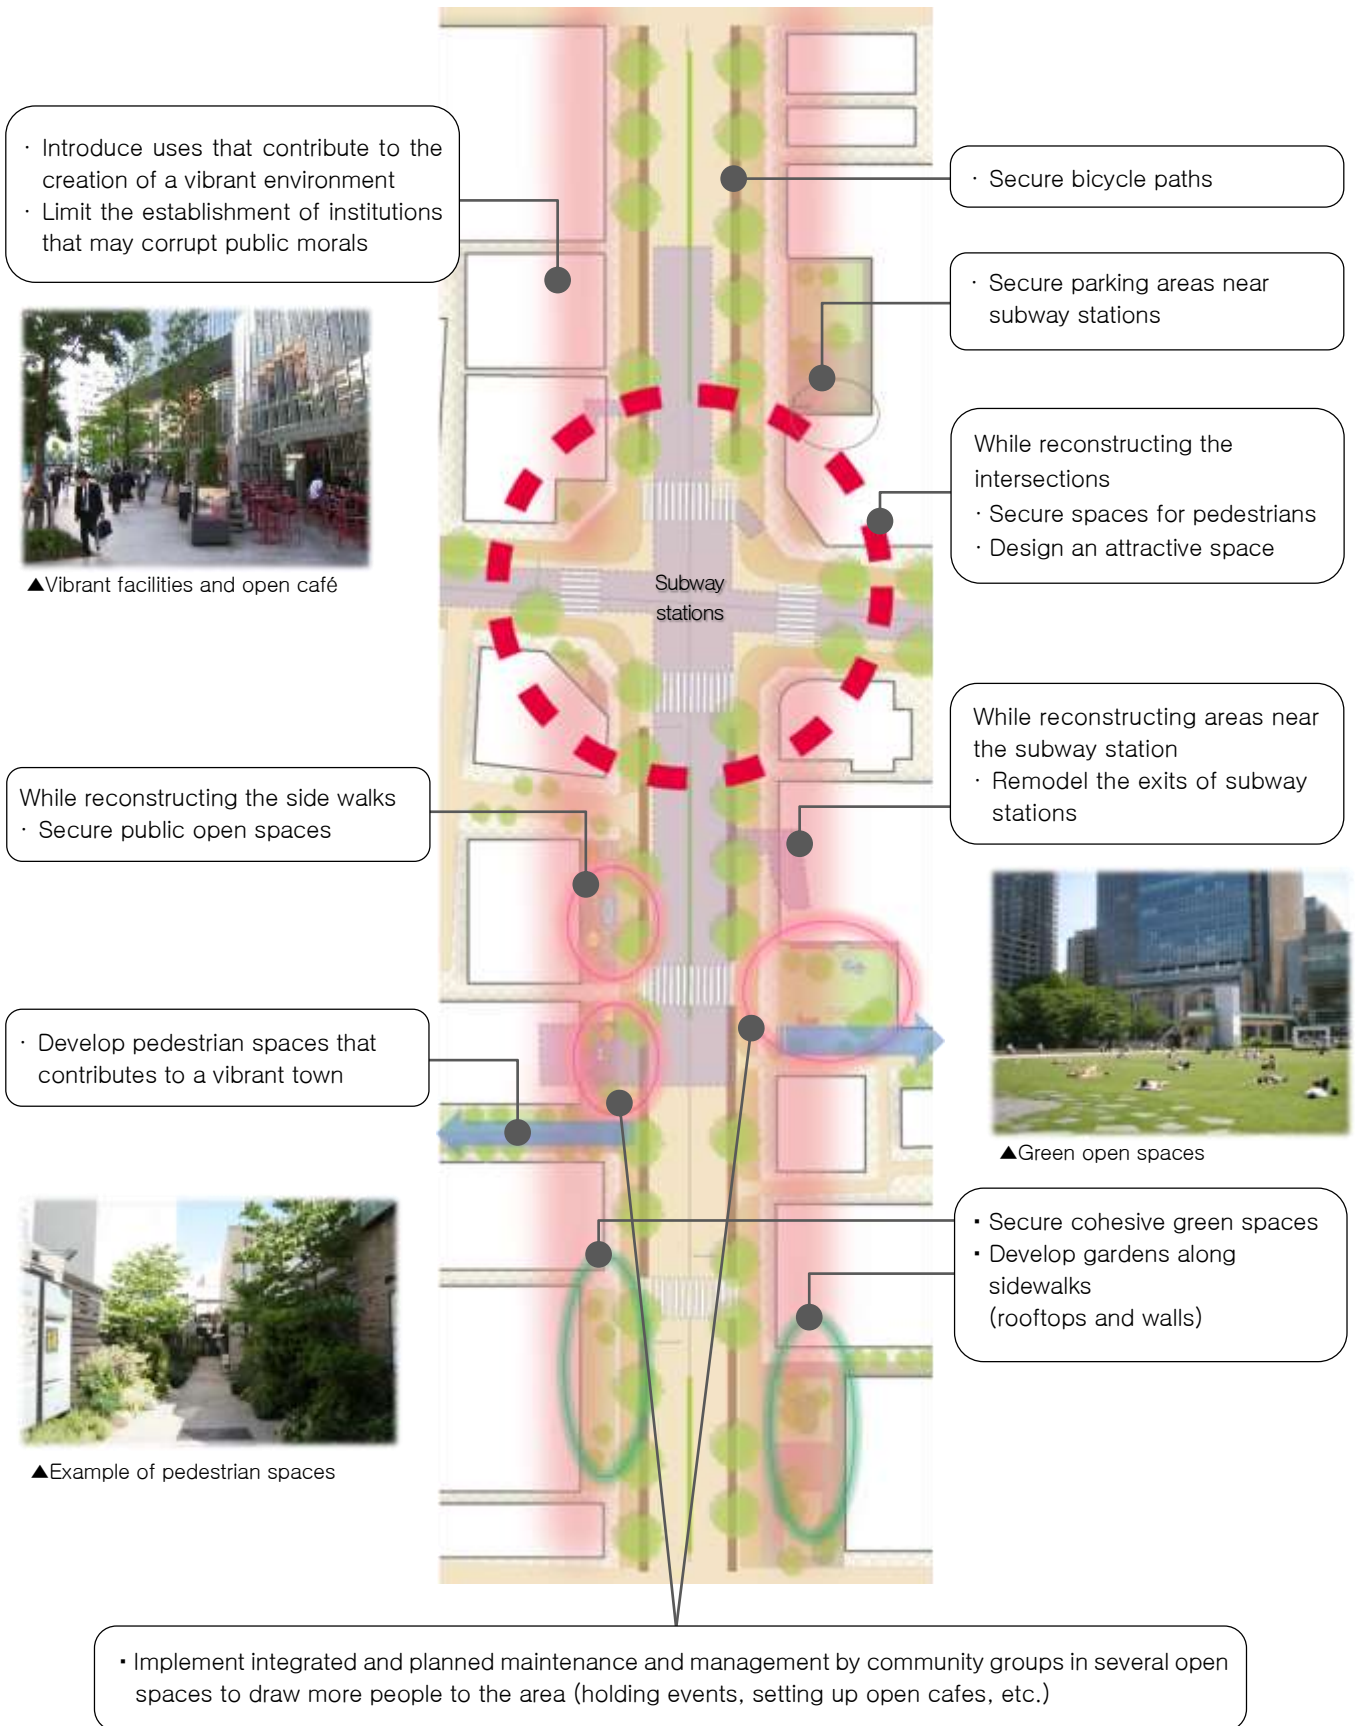 · Introduce uses that contribute to the
creation of a vibrant environment
· Limit the establishment of institutions
that may corrupt public morals
▲Vibrant facilities and open café
While reconstructing the side walks
· Secure public open spaces
· Develop pedestrian spaces that
contributes to a vibrant town
▲Example of pedestrian spaces
Subway
stations
· Secure bicycle paths
· Secure parking areas near
subway stations
While reconstructing the
intersections
· Secure spaces for pedestrians
· Design an attractive space
While reconstructing areas near
the subway station
· Remodel the exits of subway
stations
▲Green open spaces
▪ Secure cohesive green spaces
▪ Develop gardens along
sidewalks
(rooftops and walls)
▪ Implement integrated and planned maintenance and management by community groups in several open
spaces to draw more people to the area (holding events, setting up open cafes, etc.)